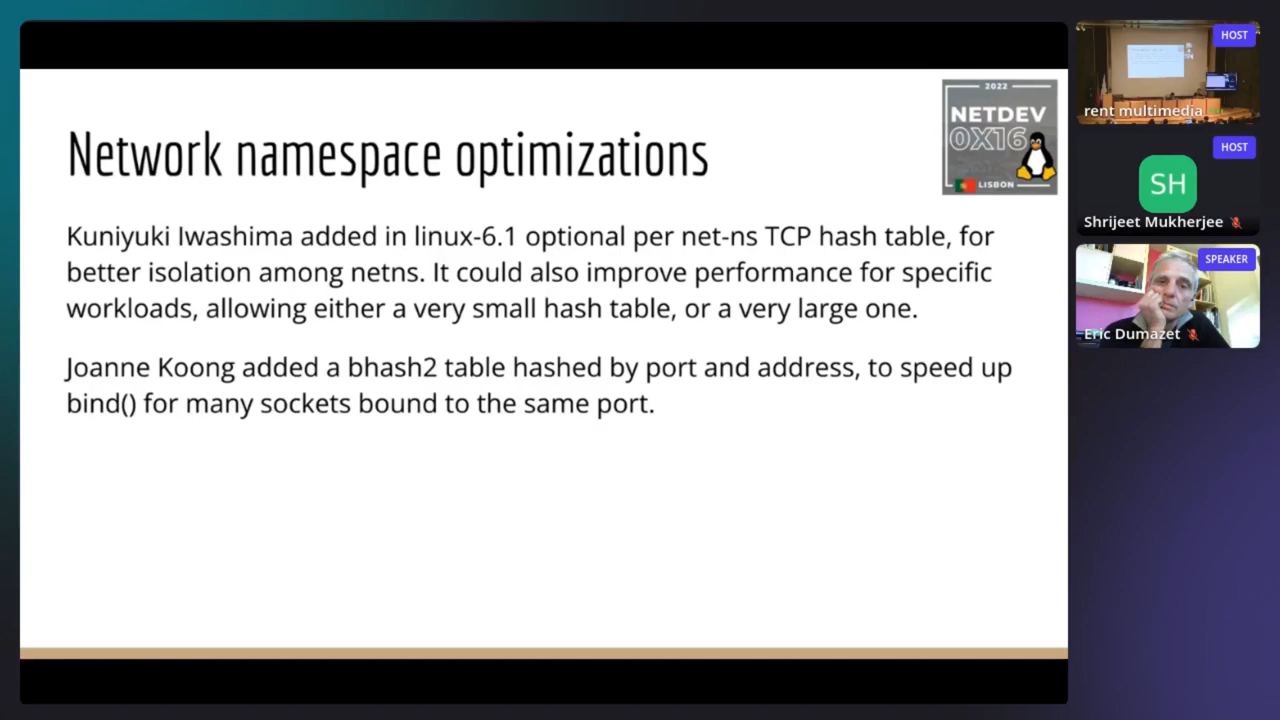 2022
NETDEV
0X16
LISBON
Network namespace optimizations
Kuniyuki Iwashima added in linux-6.1 optional per net-ns TCP hash table, for
better isolation among netns. It could also improve performance for specific
workloads, allowing either a very small hash table, or a very large one.
Joanne Koong added a bhash2 table hashed by port and address, to speed up
bind() for many sockets bound to the same port.
HOST
rent multimedia
HOST
SH
Shrijeet Mukherjee
SPEAKER
Eric Dumazet